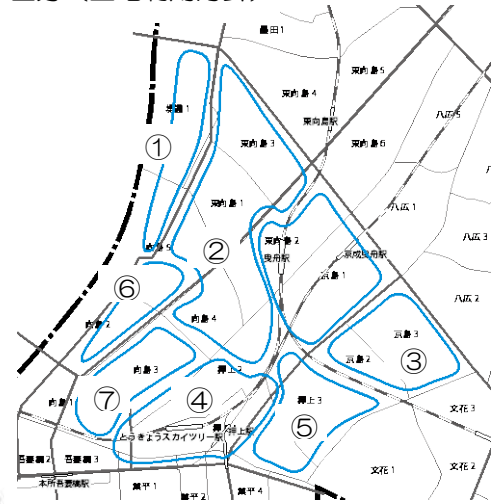 墨田1
東向島5
東向島4
堤通1
東向島駅
八広5
①
東向島3
東向島6
八広1
東向島1
八広3
向島5
②
東向島2
曳舟駅
京成曳舟駅
京島1
⑥
八広2
向島2
向島4
京島3
京島2
③
向島3
押上2
⑦
④
向島1
押上3
文花3
⑤
とうきょうスカイツリー駅
押上駅
吾妻橋2
吾妻橋3
本所吾妻橋駅
業平1
業平2
業平4
文花1
文花2